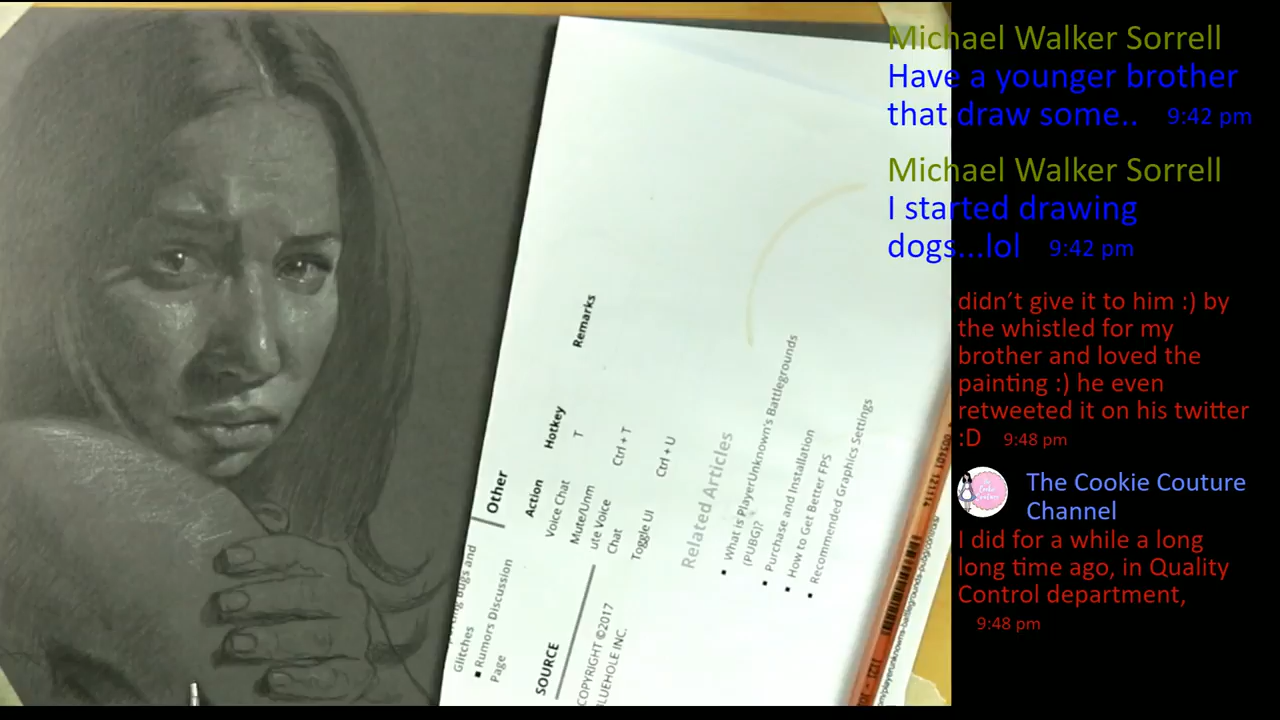 Michael Walker Sorrell
Have a younger brother
that draw some.. 9:42 pm
Michael Walker Sorrell
I started drawing
dogs...lol 9:42 pm
didn't give it to him :) by
the whistled for my
brother and loved the
painting :) he even
retweeted it on his twitter
:D 9:48 pm
The Cookie Couture
Channel
I did for a while a long
long time ago, in Quality
Control department,
9:48 pm
bugs and
Glitches
Rumors Discussion
Page
SOURCE
COPYRIGHT ©2017
BLUEHOLE INC.
Other
Action Hotkey Remarks
Voice Chat T
Mute/Unm Ctrl + T
ute Voice
Chat
Toggle UI Ctrl + U
Related Articles
What is PlayerUnknown's Battlegrounds
(PUBG)?
Purchase and Installation
How to Get Better FPS
Recommended Graphics Settings